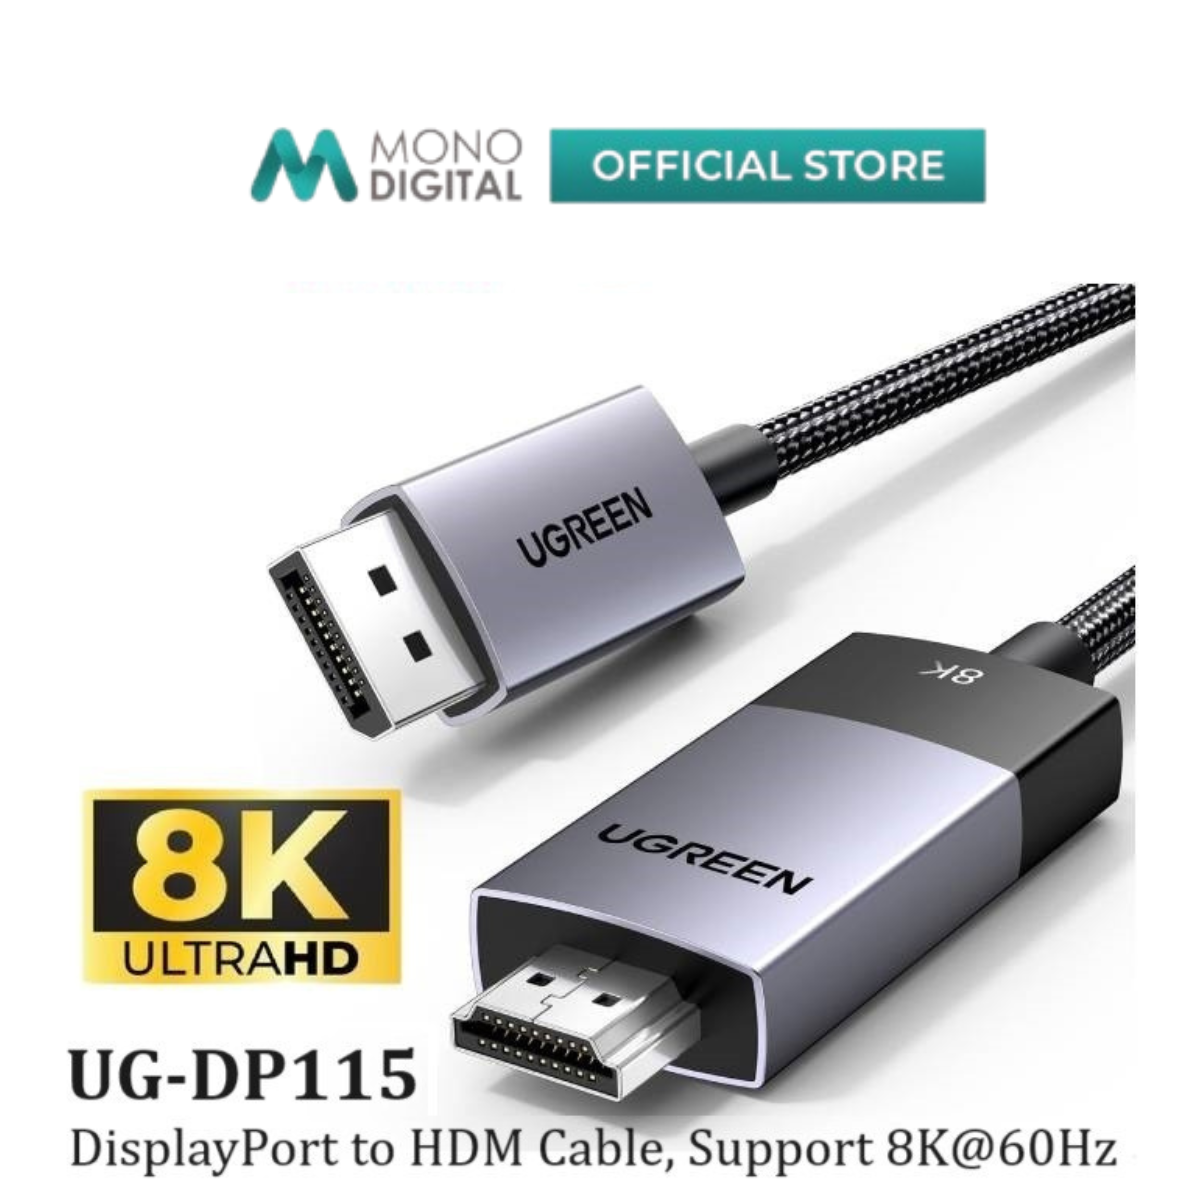 MONO
DIGITAL
OFFICIAL STORE
UGREEN
8K
UGREEN
8K
ULTRAHD
UG-DP115
DisplayPort to HDM Cable, Support 8K@60Hz